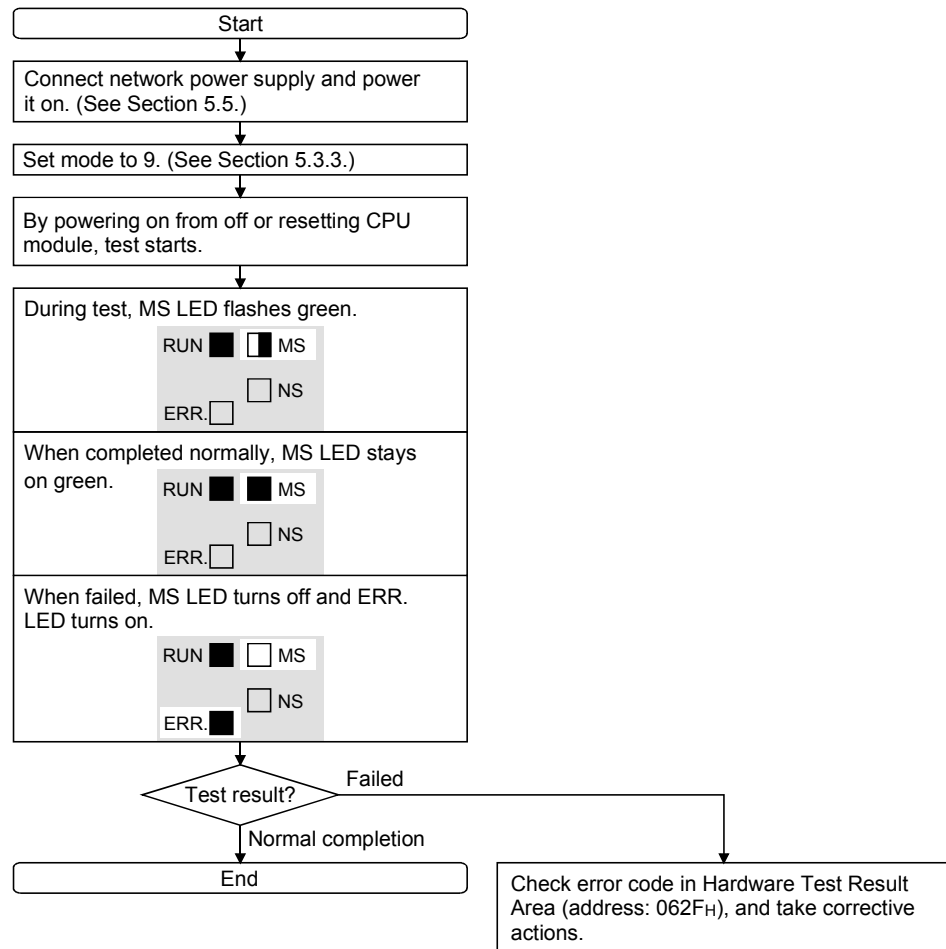 Start
Connect network power supply and power
it on. (See Section 5.5.)
Set mode to 9. (See Section 5.3.3.)
By powering on from off or resetting CPU
module, test starts.
During test, MS LED flashes green.
RUN MS
NS
ERR.
When completed normally, MS LED stays
on green.
RUN MS
NS
ERR.
When failed, MS LED turns off and ERR.
LED turns on.
RUN MS
NS
ERR.
Test result?
Failed
Normal completion
End
Check error code in Hardware Test Result
Area (address: 062FH), and take corrective
actions.